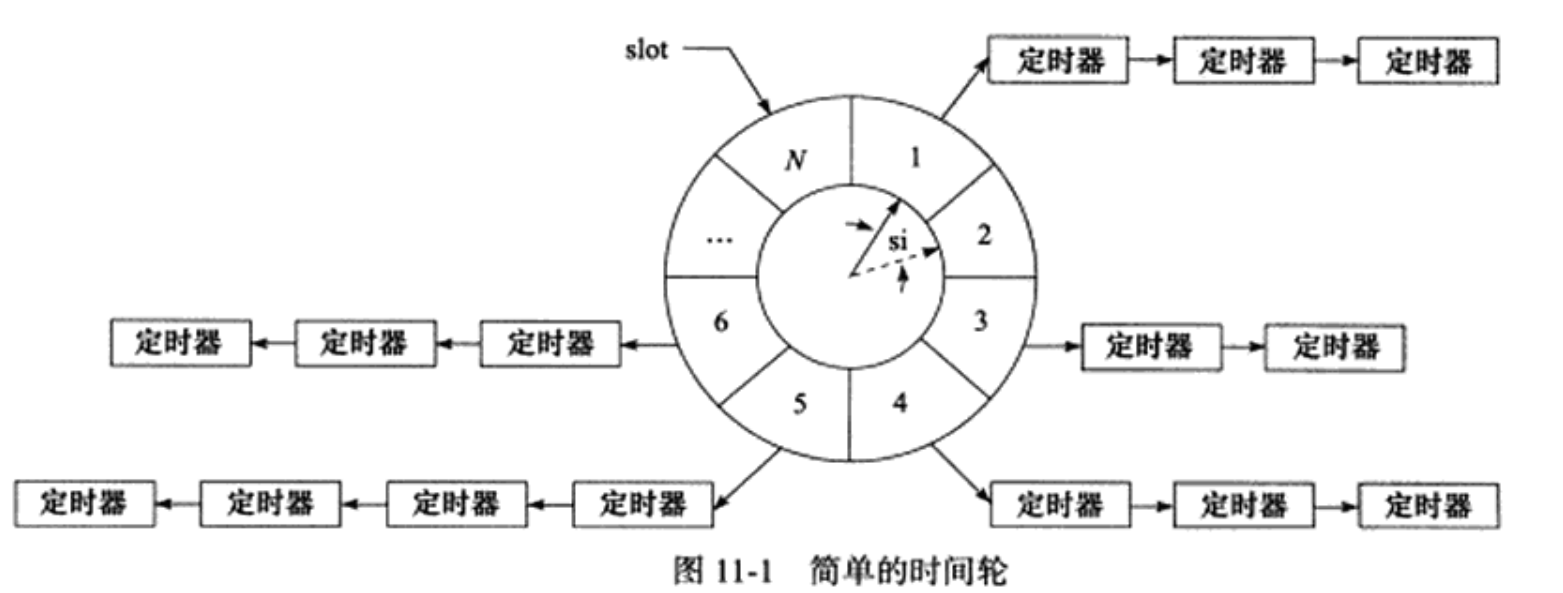 slot
定时器 定时器 定时器
N 1
... si 2
6 3
定时器 定时器 定时器 定时器 定时器
5 4
定时器 定时器 定时器 定时器 定时器 定时器 定时器
图 11-1 简单的时间轮